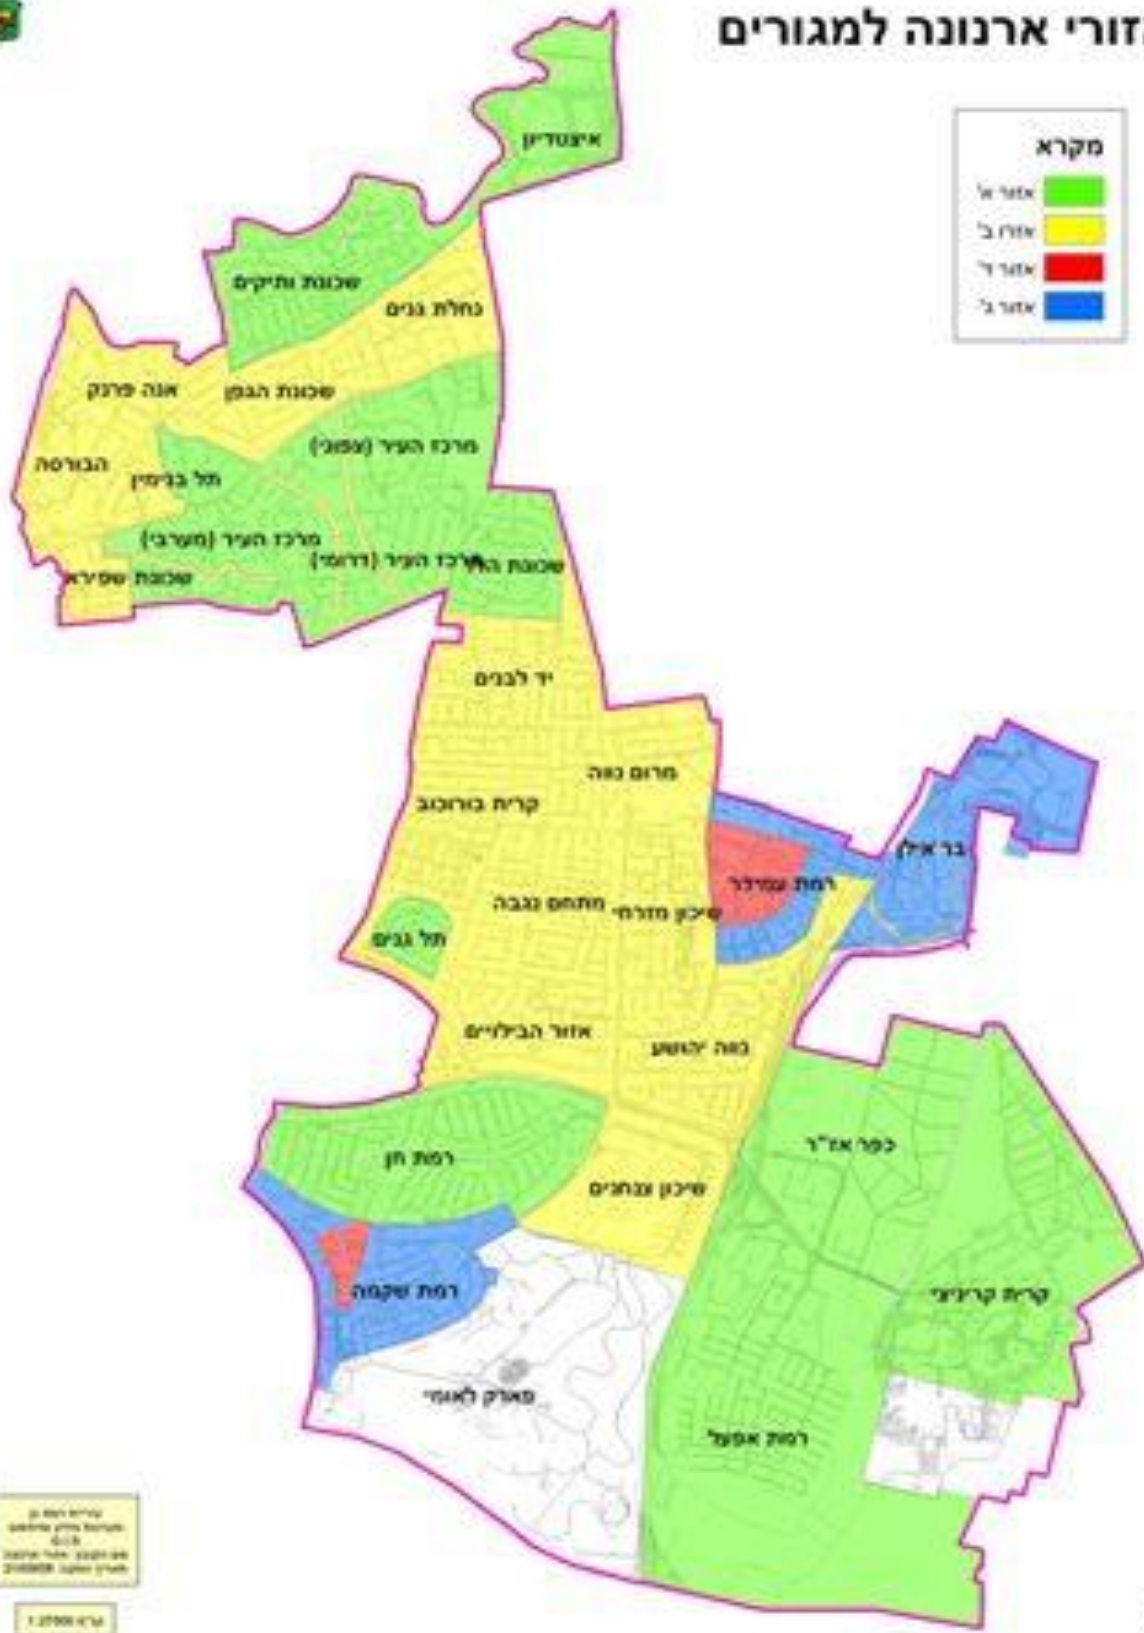 אזורי ארנונה למגורים
מקרא
אזור א'
אזור ב'
אזור ד'
אזור ג'
איצטדיון
שכונת ותיקים
נחלת גנים
אנה פרנק
שכונת הגפן
מרכז העיר (צפוני)
הבורסה
תל בנימין
מרכז העיר (מערבי)
מרכז העיר (דרומי)
שכונת
שכונת שפירא
יד לבנים
מרום נווה
קרית בורוכוב
בר אילן
רמת עמידר
מתחם נגבה
שיכון מזרחי
תל גנים
אזור הבילויים
נווה יהושע
כפר אז"ר
רמת חן
שיכון צנחנים
רמת שקמה
קרית קריניצי
פארק לאומי
רמת אפעל